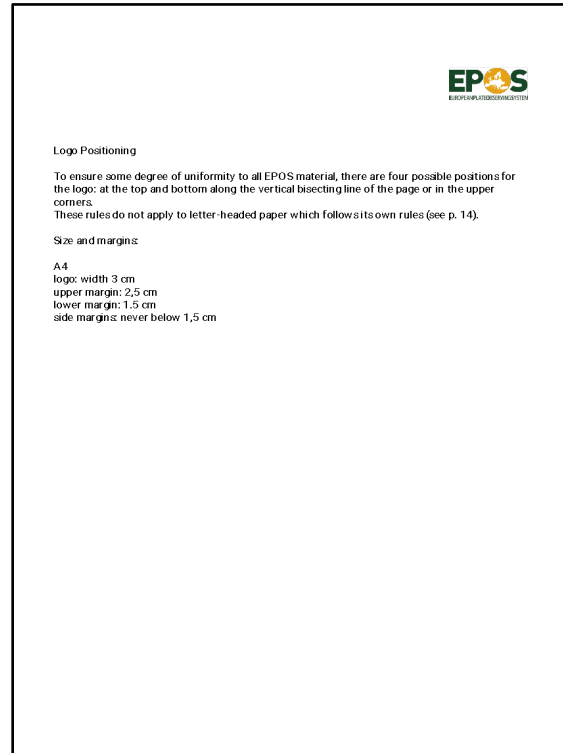 EPOS
EUROPEAN PLATE OBSERVING SYSTEM
Logo Positioning
To ensure some degree of uniformity to all EPOS material, there are four possible positions for
the logo: at the top and bottom along the vertical bisecting line of the page or in the upper
corners.
These rules do not apply to letter-headed paper which follows its own rules (see p. 14).
Size and margins:
A4
logo: width 3 cm
upper margin: 2,5 cm
lower margin: 1.5 cm
side margins: never below 1,5 cm